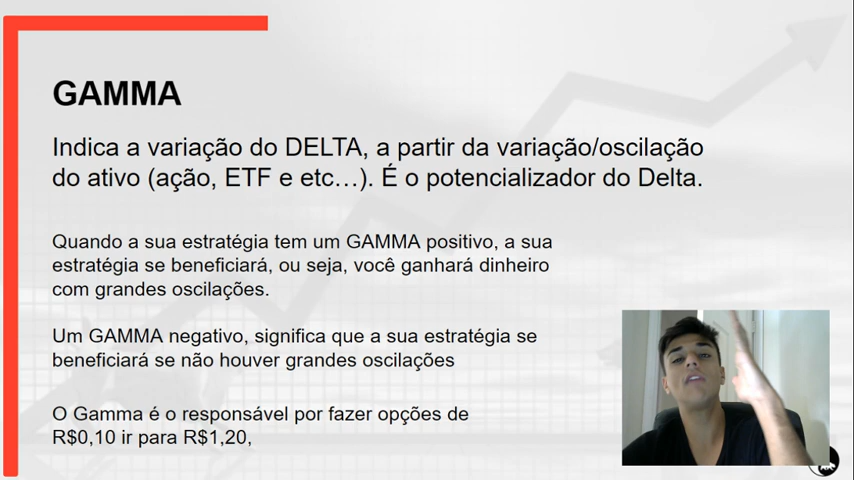 GAMMA
Indica a variação do DELTA, a partir da variação/oscilação
do ativo (ação, ETF e etc…). É o potencializador do Delta.
Quando a sua estratégia tem um GAMMA positivo, a sua
estratégia se beneficiará, ou seja, você ganhará dinheiro
com grandes oscilações.
Um GAMMA negativo, significa que a sua estratégia se
beneficiará se não houver grandes oscilações
O Gamma é o responsável por fazer opções de
R$0,10 ir para R$1,20,